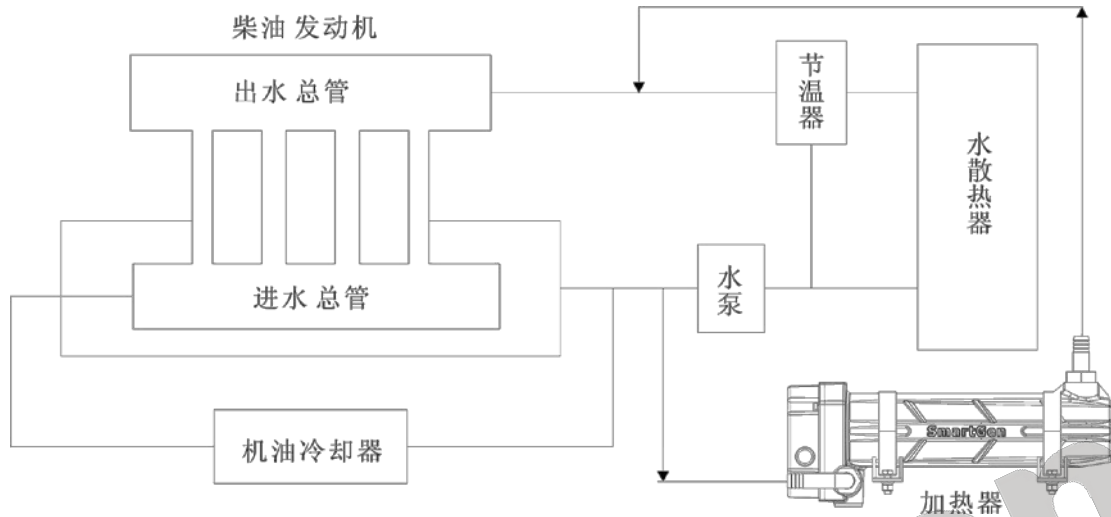 柴油 发动机
出水 总管
节温器
水散热器
水泵
进水 总管
机油冷却器
SmartGen
加热器